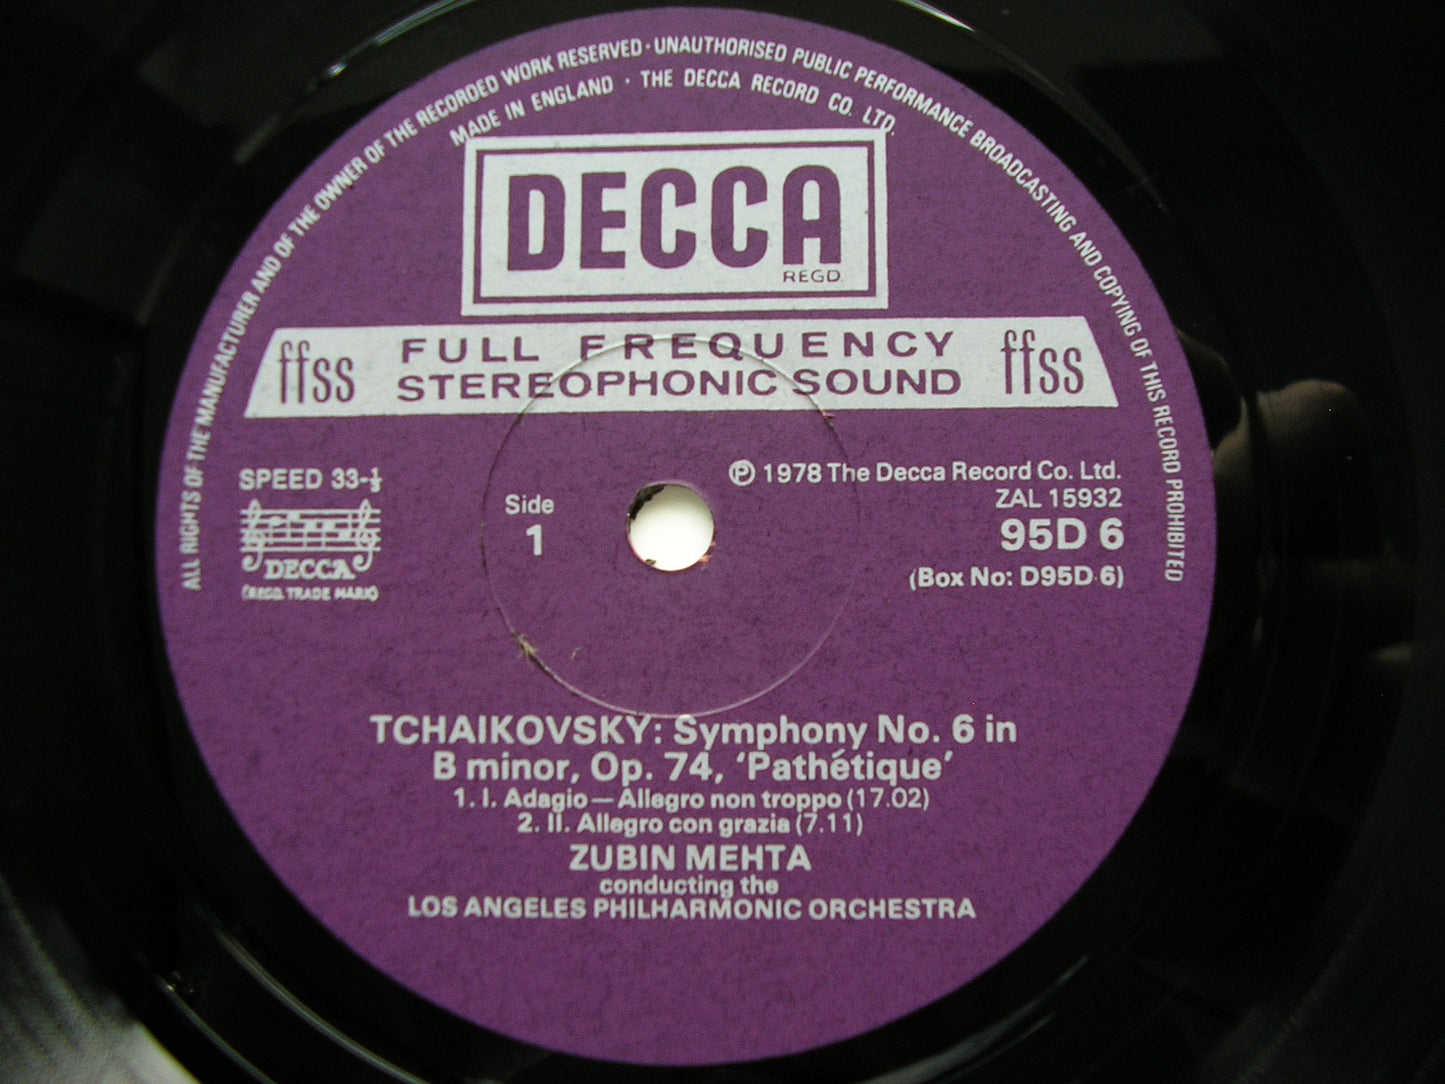 ALL RIGHTS OF THE MANUFACTURER AND OF THE OWNER OF THE RECORDED WORK RESERVED · UNAUTHORISED PUBLIC PERFORMANCE BROADCASTING AND COPYING OF THIS RECORD PROHIBITED
MADE IN ENGLAND · THE DECCA RECORD CO. LTD.
DECCA
REGD.
ffss FULL FREQUENCY STEREOPHONIC SOUND ffss
SPEED 33-⅓
DECCA
(REGD. TRADE MARK)
Side
1
℗ 1978 The Decca Record Co. Ltd.
ZAL 15932
95D 6
(Box No: D95D 6)
TCHAIKOVSKY: Symphony No. 6 in
B minor, Op. 74, ‘Pathétique’
1. I. Adagio — Allegro non troppo (17.02)
2. II. Allegro con grazia (7.11)
ZUBIN MEHTA
conducting the
LOS ANGELES PHILHARMONIC ORCHESTRA